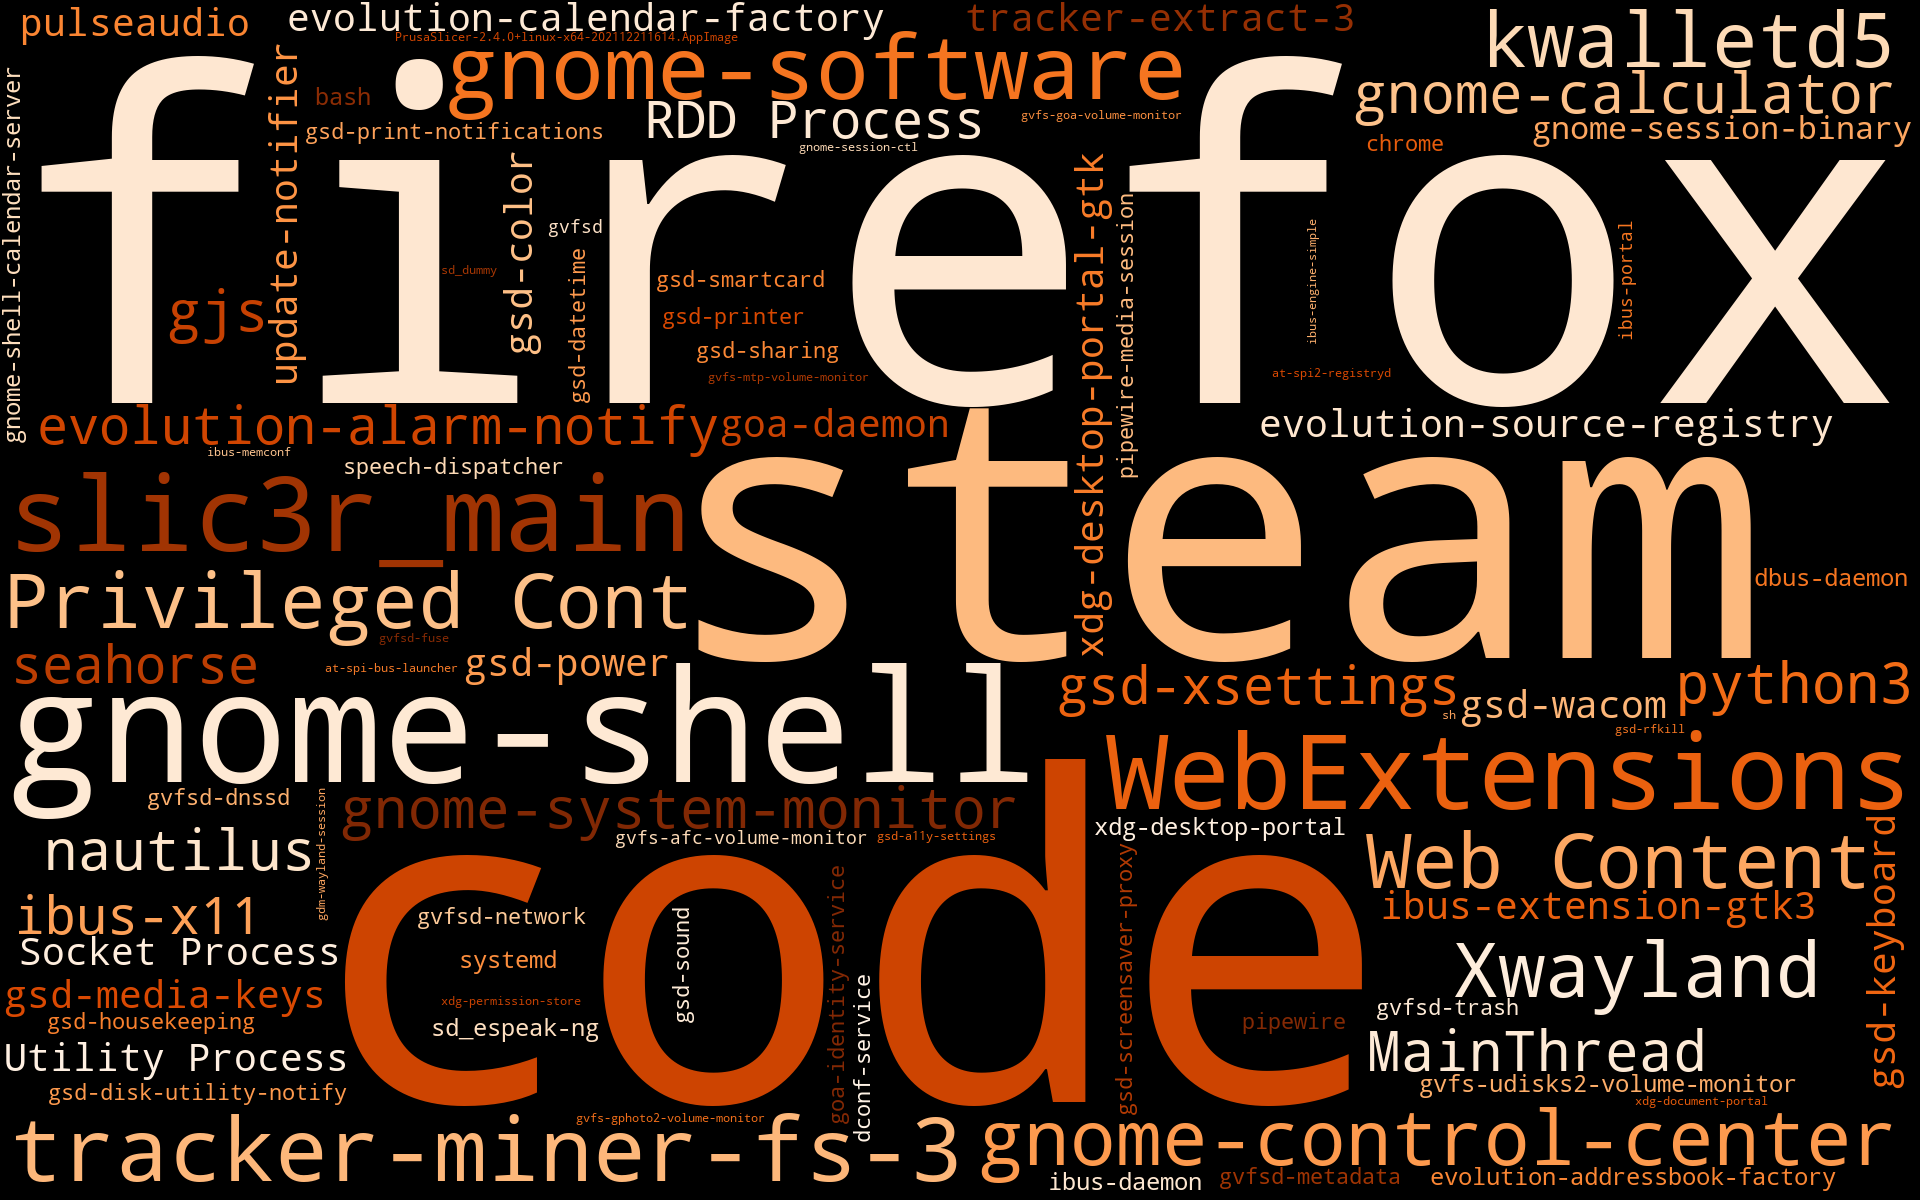 pulseaudio
evolution-calendar-factory
tracker-extract-3
kwalletd5
PrusaSlicer-2.4.0+linux-x64-202112211614.AppImage
gnome-software
gnome-calculator
bash
RDD Process
gvfs-goa-volume-monitor
gnome-session-binary
gsd-print-notifications
gnome-session-ctl
chrome
gnome-shell-calendar-server
update-notifier
firefox
gsd-color
gvfsd
xdg-desktop-portal-gtk
pipewire-media-session
ibus-engine-simple
ibus-portal
sd_dummy
gsd-datetime
gsd-smartcard
gjs
gsd-printer
gsd-sharing
gvfs-mtp-volume-monitor
at-spi2-registryd
evolution-alarm-notify
goa-daemon
evolution-source-registry
ibus-memconf
speech-dispatcher
slic3r_main
steam
dbus-daemon
Privileged Cont
gvfsd-fuse
seahorse
at-spi-bus-launcher
gsd-power
gsd-xsettings
python3
sh
gsd-wacom
gsd-rfkill
gnome-shell
WebExtensions
gvfsd-dnssd
gdm-wayland-session
gnome-system-monitor
gvfs-afc-volume-monitor
gsd-a11y-settings
xdg-desktop-portal
nautilus
Web Content
gsd-keyboard
code
goa-identity-service
gsd-screensaver-proxy
ibus-x11
gvfsd-network
gsd-sound
ibus-extension-gtk3
Socket Process
systemd
Xwayland
gsd-media-keys
xdg-permission-store
dconf-service
gvfsd-trash
gsd-housekeeping
sd_espeak-ng
pipewire
Utility Process
MainThread
gsd-disk-utility-notify
gvfs-udisks2-volume-monitor
xdg-document-portal
gvfs-gphoto2-volume-monitor
tracker-miner-fs-3
gnome-control-center
ibus-daemon
gvfsd-metadata
evolution-addressbook-factory